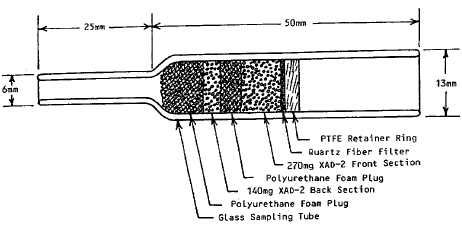 25mm
50mm
6mm
13mm
PTFE Retainer Ring
Quartz Fiber Filter
270mg XAD-2 Front Section
Polyurethane Foam Plug
140mg XAD-2 Back Section
Polyurethane Foam Plug
Glass Sampling Tube